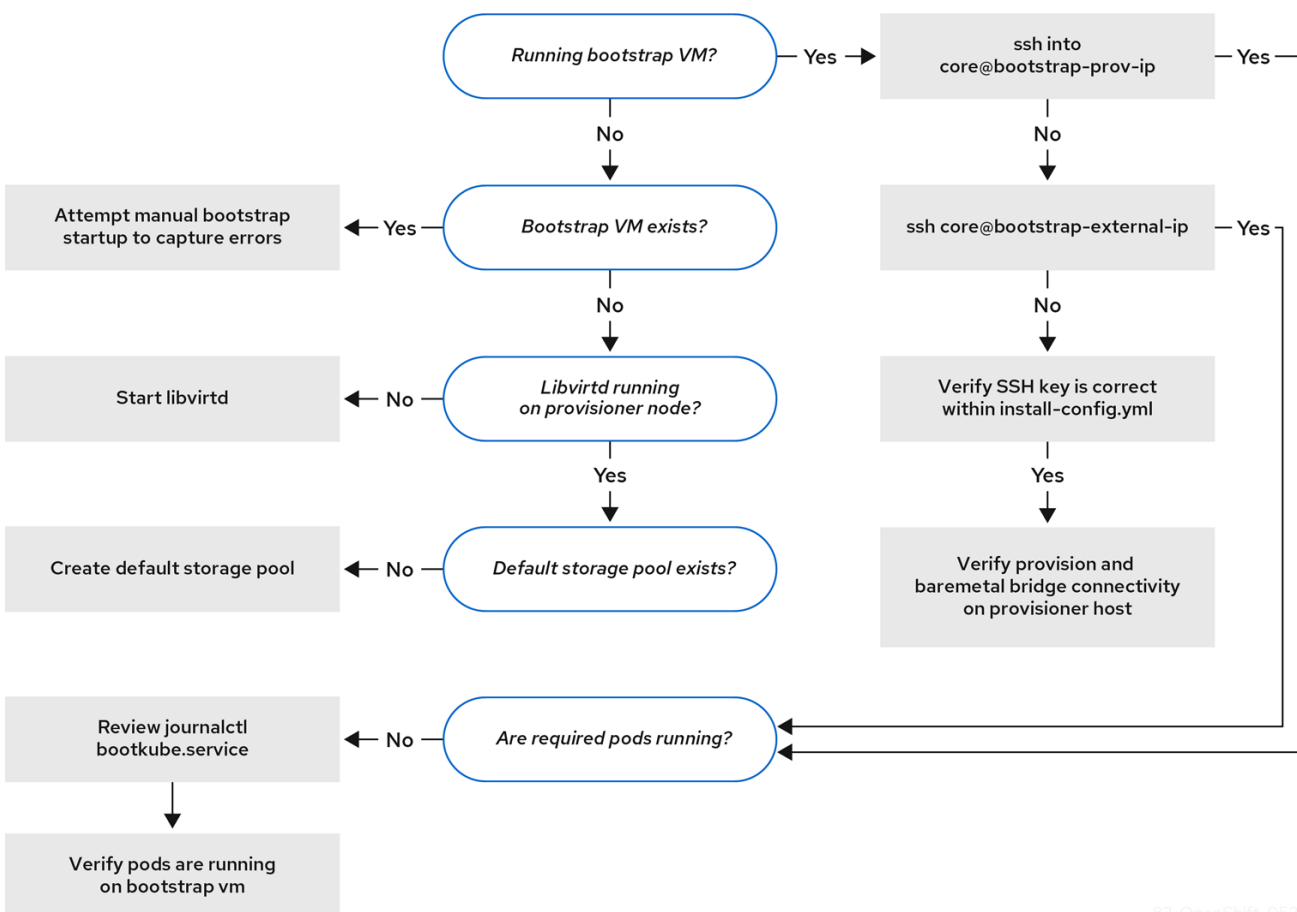 Running bootstrap VM?
Yes
ssh into
core@bootstrap-prov-ip
Yes
No
No
Attempt manual bootstrap
startup to capture errors
Yes
Bootstrap VM exists?
ssh core@bootstrap-external-ip
Yes
No
No
Start libvirtd
No
Libvirtd running
on provisioner node?
Verify SSH key is correct
within install-config.yml
Yes
Yes
Create default storage pool
No
Default storage pool exists?
Verify provision and
baremetal bridge connectivity
on provisioner host
Review journalctl
bootkube.service
No
Are required pods running?
Verify pods are running
on bootstrap vm